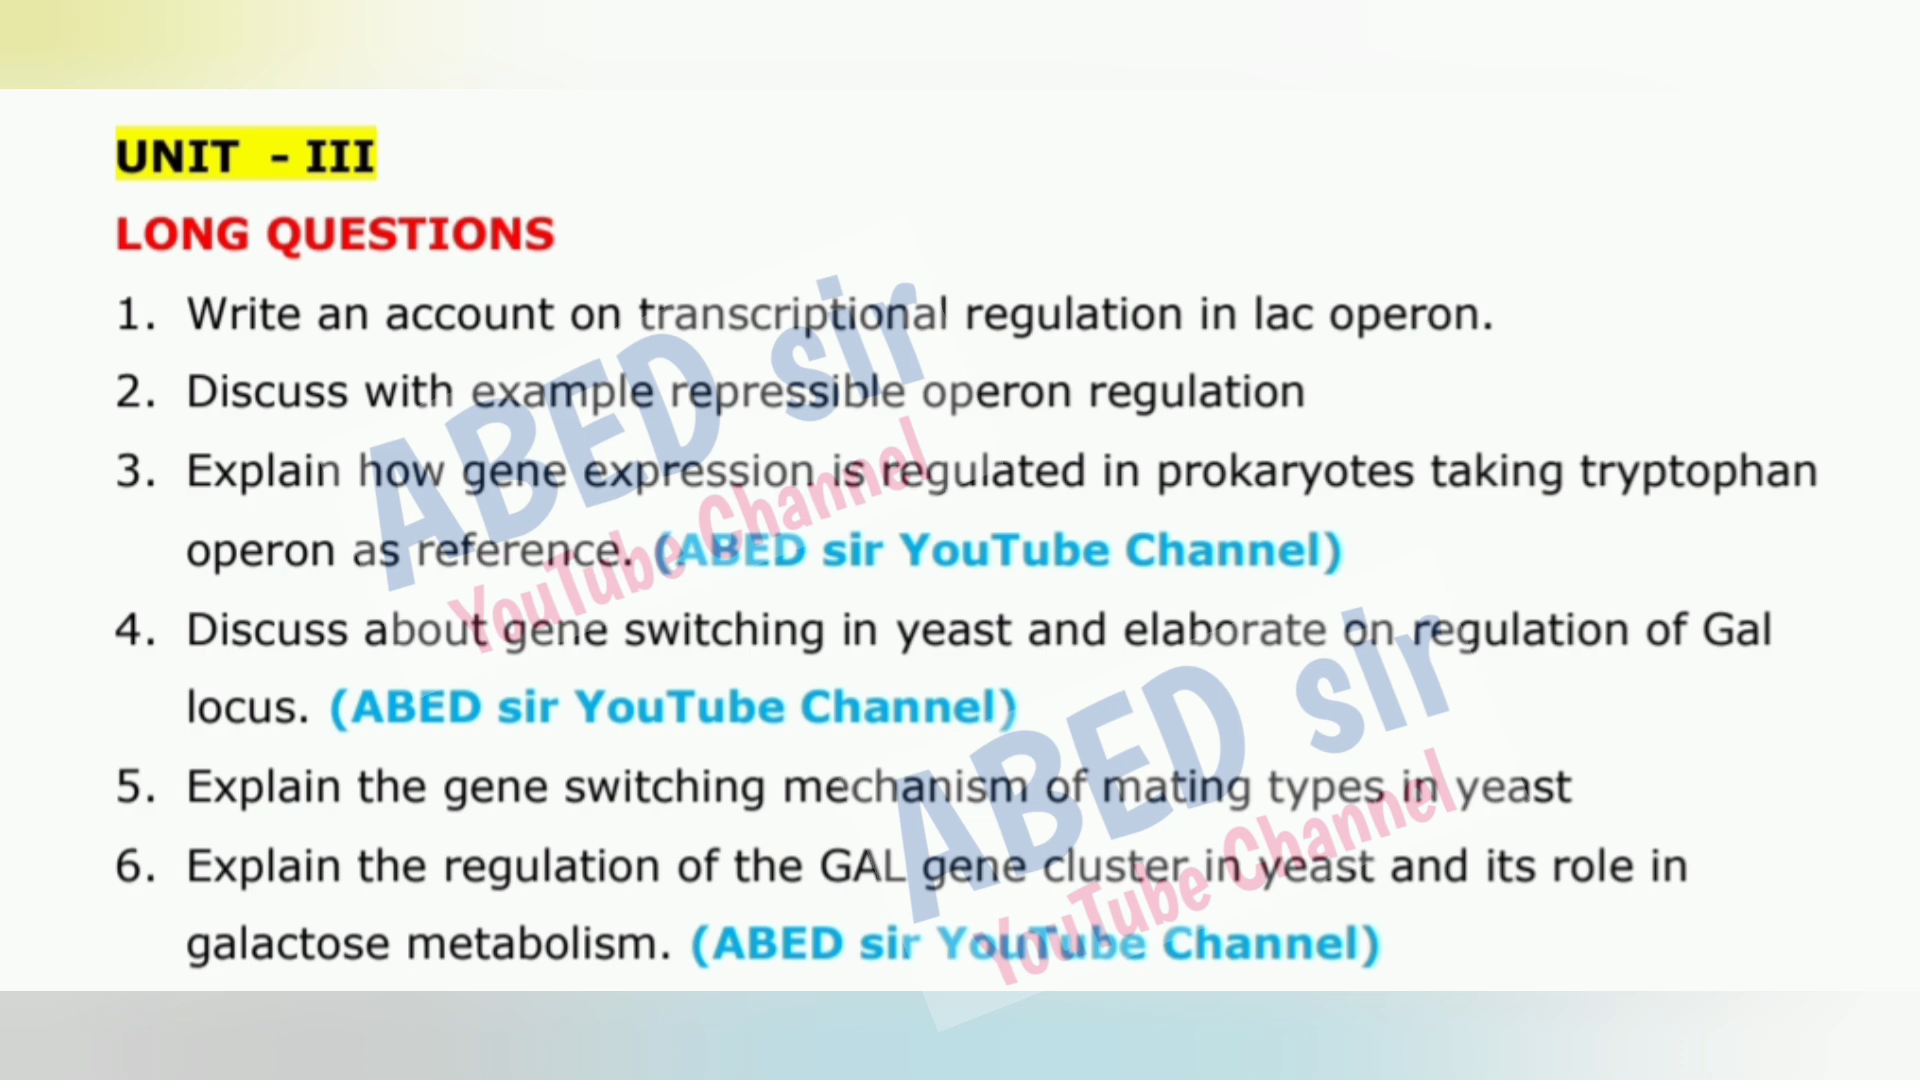 UNIT - III
LONG QUESTIONS
1. Write an account on transcriptional regulation in lac operon.
2. Discuss with example repressible operon regulation
3. Explain how gene expression is regulated in prokaryotes taking tryptophan
operon as reference. (ABED sir YouTube Channel)
4. Discuss about gene switching in yeast and elaborate on regulation of Gal
locus. (ABED sir YouTube Channel)
5. Explain the gene switching mechanism of mating types in yeast
6. Explain the regulation of the GAL gene cluster in yeast and its role in
galactose metabolism. (ABED sir YouTube Channel)
ABED sir
YouTube Channel
ABED sir
YouTube Channel